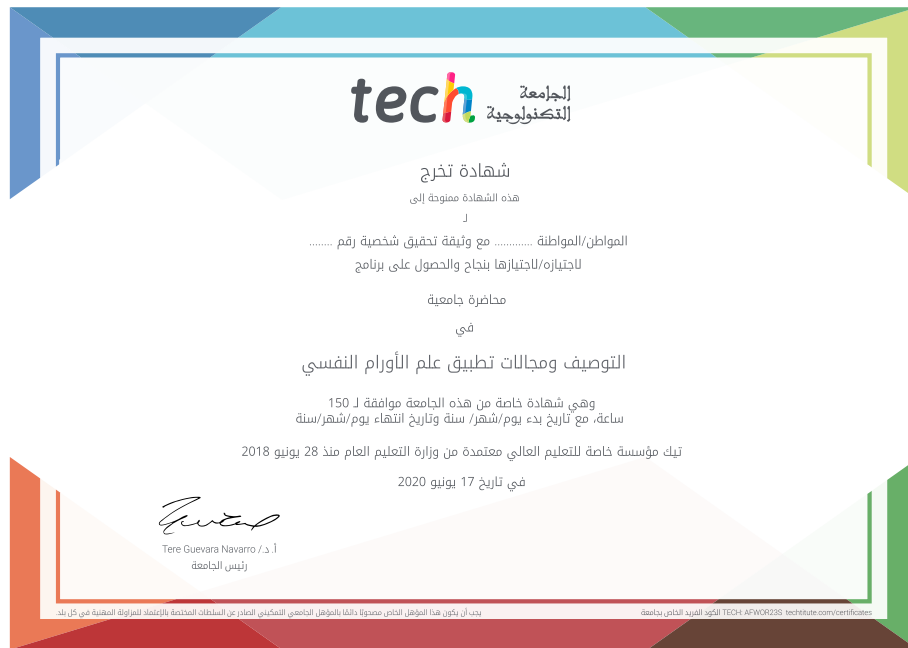 tech الجامعة
التكنولوجية
شهادة تخرج
هذه الشهادة ممنوحة إلى
لـ
المواطن/المواطنة ............ مع وثيقة تحقيق شخصية رقم ........
لاجتيازه/لاجتيازها بنجاح والحصول على برنامج
محاضرة جامعية
في
التوصيف ومجالات تطبيق علم الأورام النفسي
وهي شهادة خاصة من هذه الجامعة موافقة لـ 150
ساعة، مع تاريخ بدء يوم/شهر/ سنة وتاريخ انتهاء يوم/شهر/سنة
تيك مؤسسة خاصة للتعليم العالي معتمدة من وزارة التعليم العام منذ 28 يونيو 2018
في تاريخ 17 يونيو 2020
أ. د./ Tere Guevara Navarro
رئيس الجامعة
الكود الفريد الخاص بجامعة TECH: AFWOR23S techtitute.com/certificates
يجب أن يكون هذا المؤهل الخاص مصحوبًا دائمًا بالمؤهل الجامعي التمكيني الصادر عن السلطات المختصة بالإعتماد للمزاولة المهنية في كل بلد.